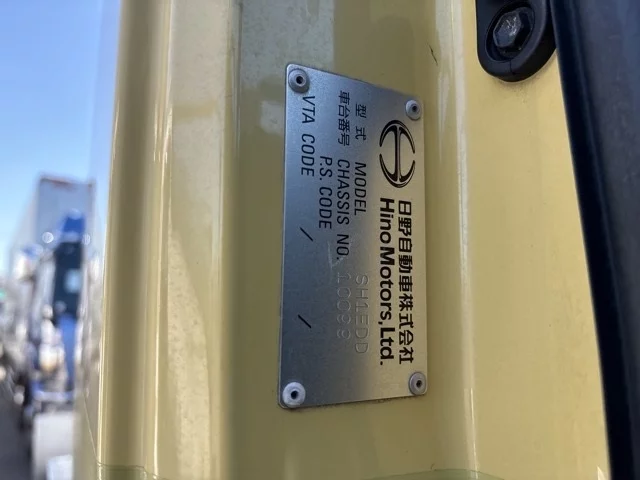 日野自動車株式会社
Hino Motors, Ltd.
型式 MODEL SH1EDD
車台番号 CHASSIS NO.
P.S. CODE /
VTA CODE /